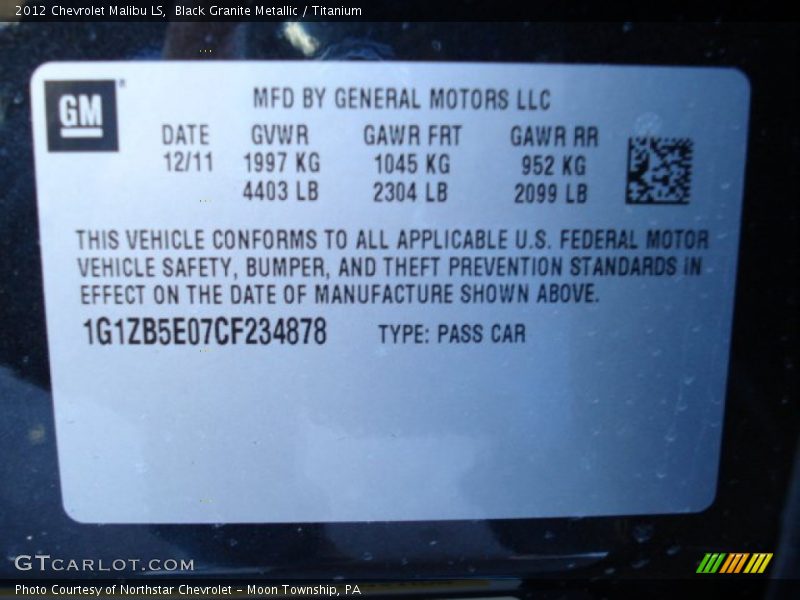 2012 Chevrolet Malibu LS, Black Granite Metallic / Titanium
GM
MFD BY GENERAL MOTORS LLC
DATE GVWR GAWR FRT GAWR RR
12/11 1997 KG 1045 KG 952 KG
4403 LB 2304 LB 2099 LB
THIS VEHICLE CONFORMS TO ALL APPLICABLE U.S. FEDERAL MOTOR
VEHICLE SAFETY, BUMPER, AND THEFT PREVENTION STANDARDS IN
EFFECT ON THE DATE OF MANUFACTURE SHOWN ABOVE.
1G1ZB5E07CF234878 TYPE: PASS CAR
GTCARLOT.COM
Photo Courtesy of Northstar Chevrolet - Moon Township, PA